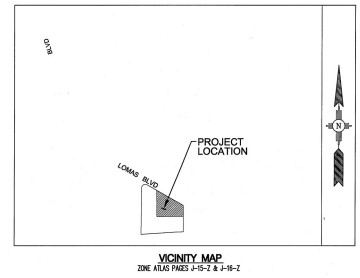 BLVD
PROJECT
LOCATION
LOMAS BLVD
N
VICINITY MAP
ZONE ATLAS PAGES J-15-Z & J-16-Z